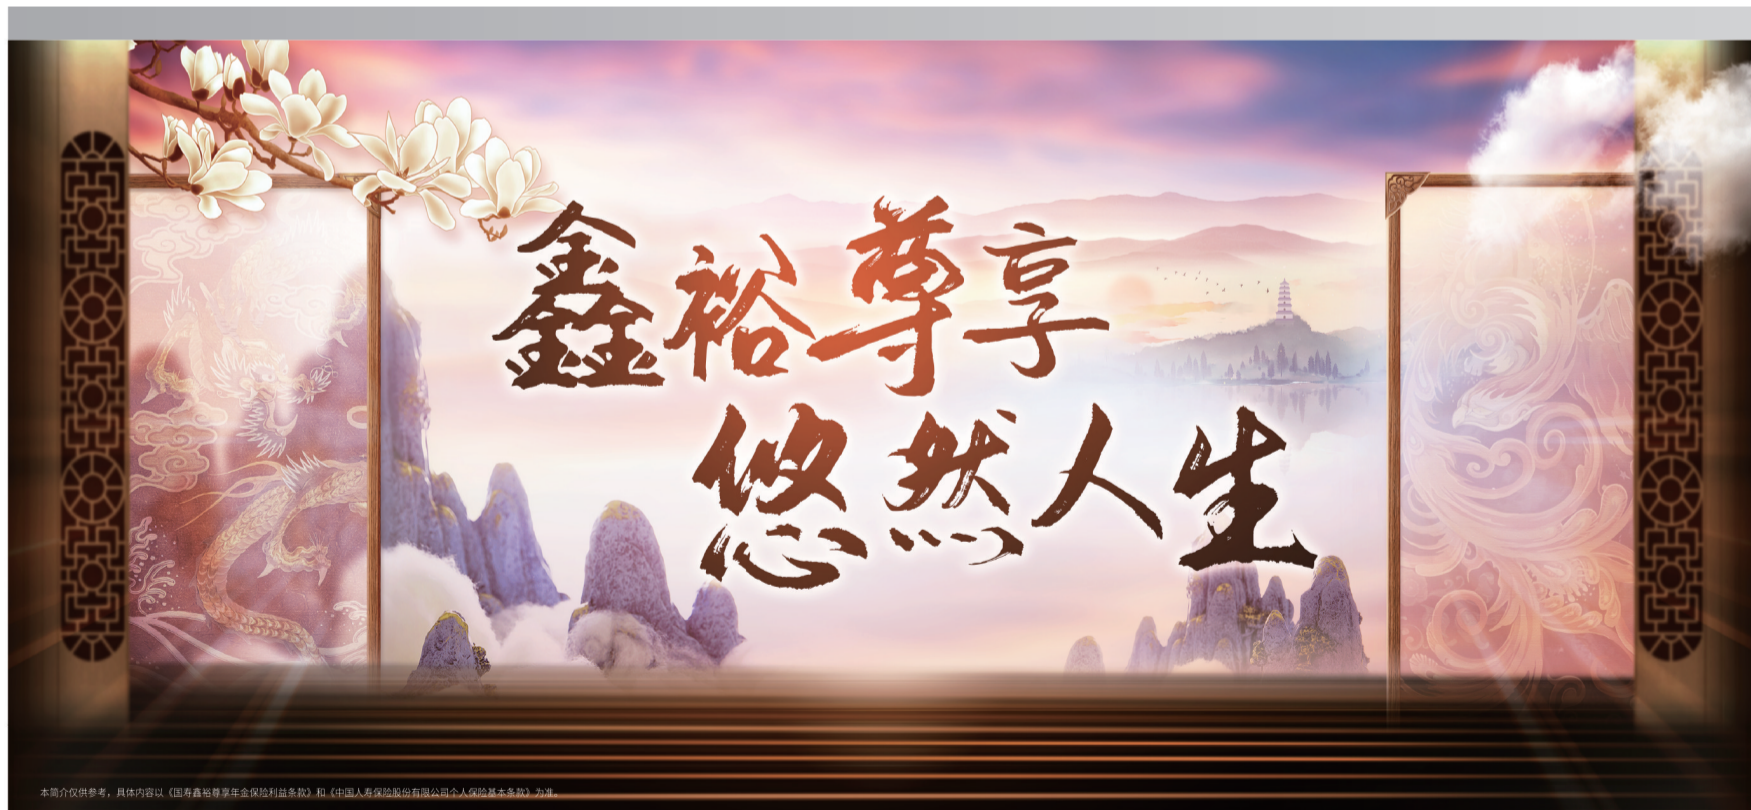 鑫裕尊享
悠然人生
本简介仅供参考，具体内容以《国寿鑫裕尊享年金保险利益条款》和《中国人寿保险股份有限公司个人保险基本条款》为准。